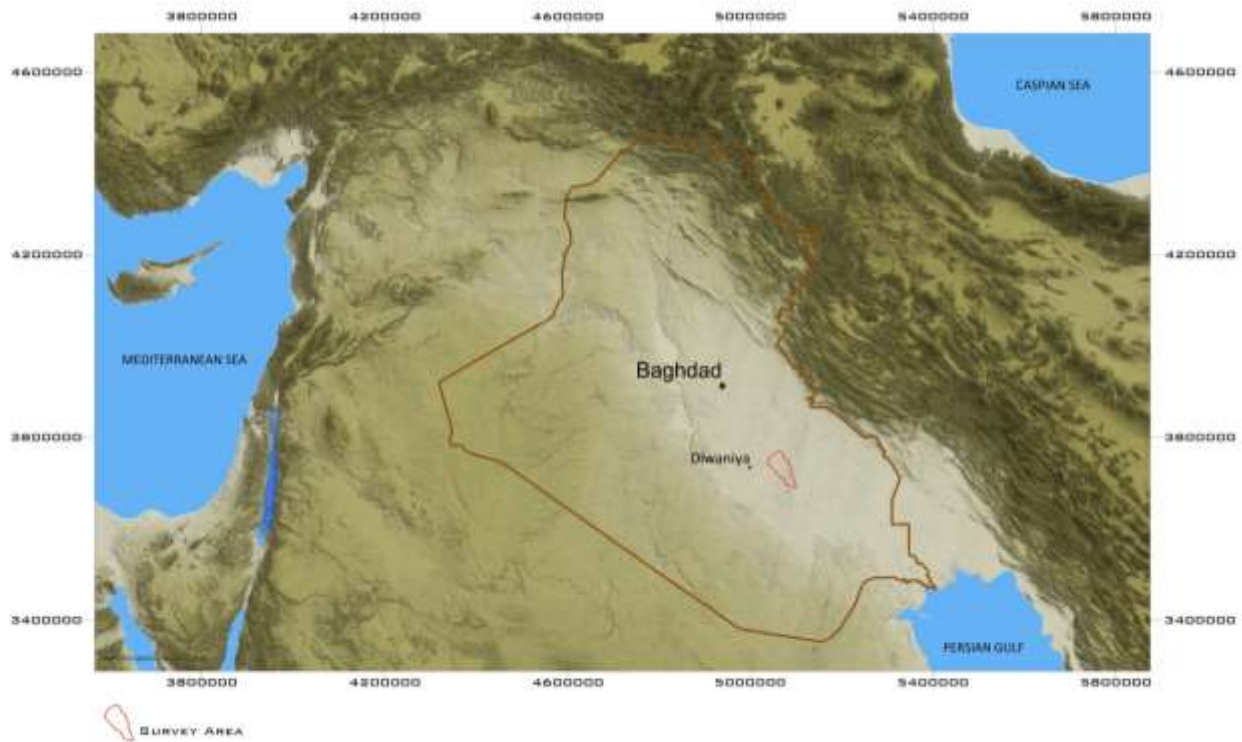 3800000 4200000 4600000 5000000 5400000 5800000
4600000 4600000
CASPIAN SEA
4200000 4200000
MEDITERRANEAN SEA
Baghdad
3800000 3800000
Diwaniya
3400000 3400000
PERSIAN GULF
3800000 4200000 4600000 5000000 5400000 5800000
SURVEY AREA